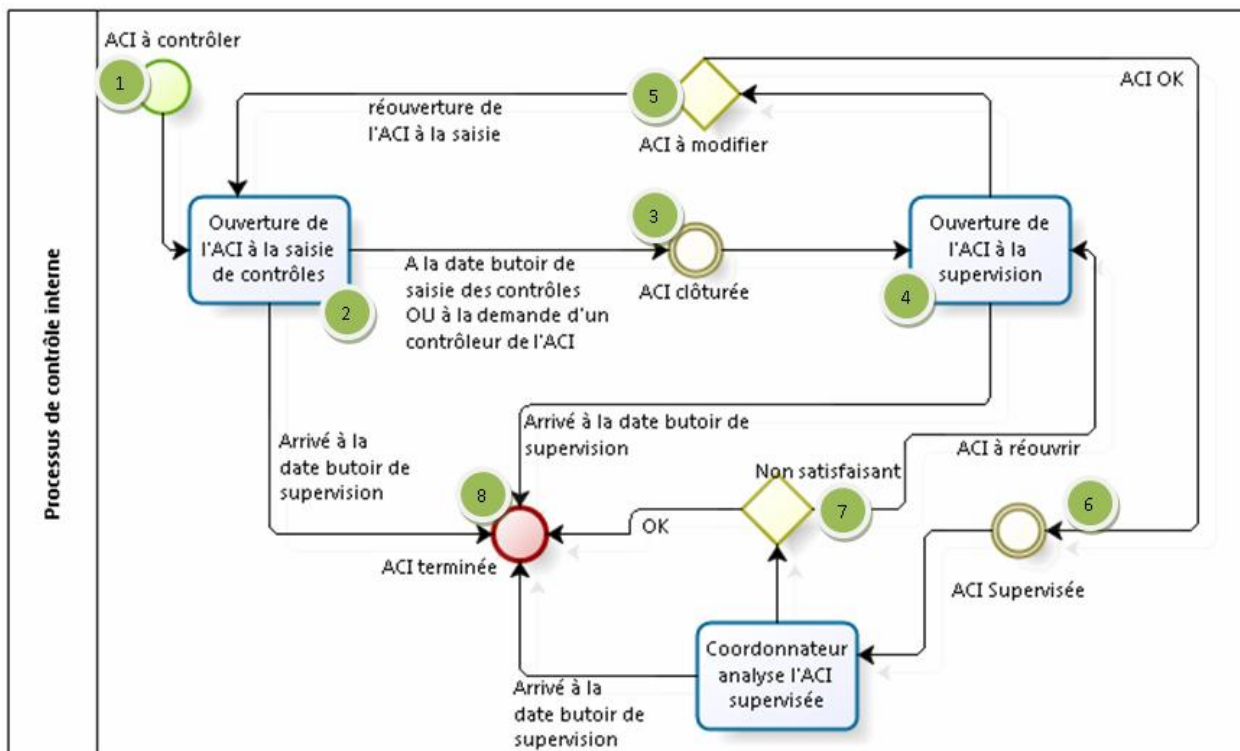 Processus de contrôle interne
ACI à contrôler
1
réouverture de
l'ACI à la saisie
5
ACI à modifier
ACI OK
Ouverture de
l'ACI à la saisie
de contrôles
2
A la date butoir de
saisie des contrôles
OU à la demande d'un
contrôleur de l'ACI
3
ACI clôturée
Ouverture de
l'ACI à la
supervision
4
Arrivé à la
date butoir de
supervision
Arrivé à la date butoir de
supervision
8
ACI terminée
OK
Non satisfaisant
7
ACI à réouvrir
6
ACI Supervisée
Coordonnateur
analyse l'ACI
supervisée
Arrivé à la
date butoir de
supervision